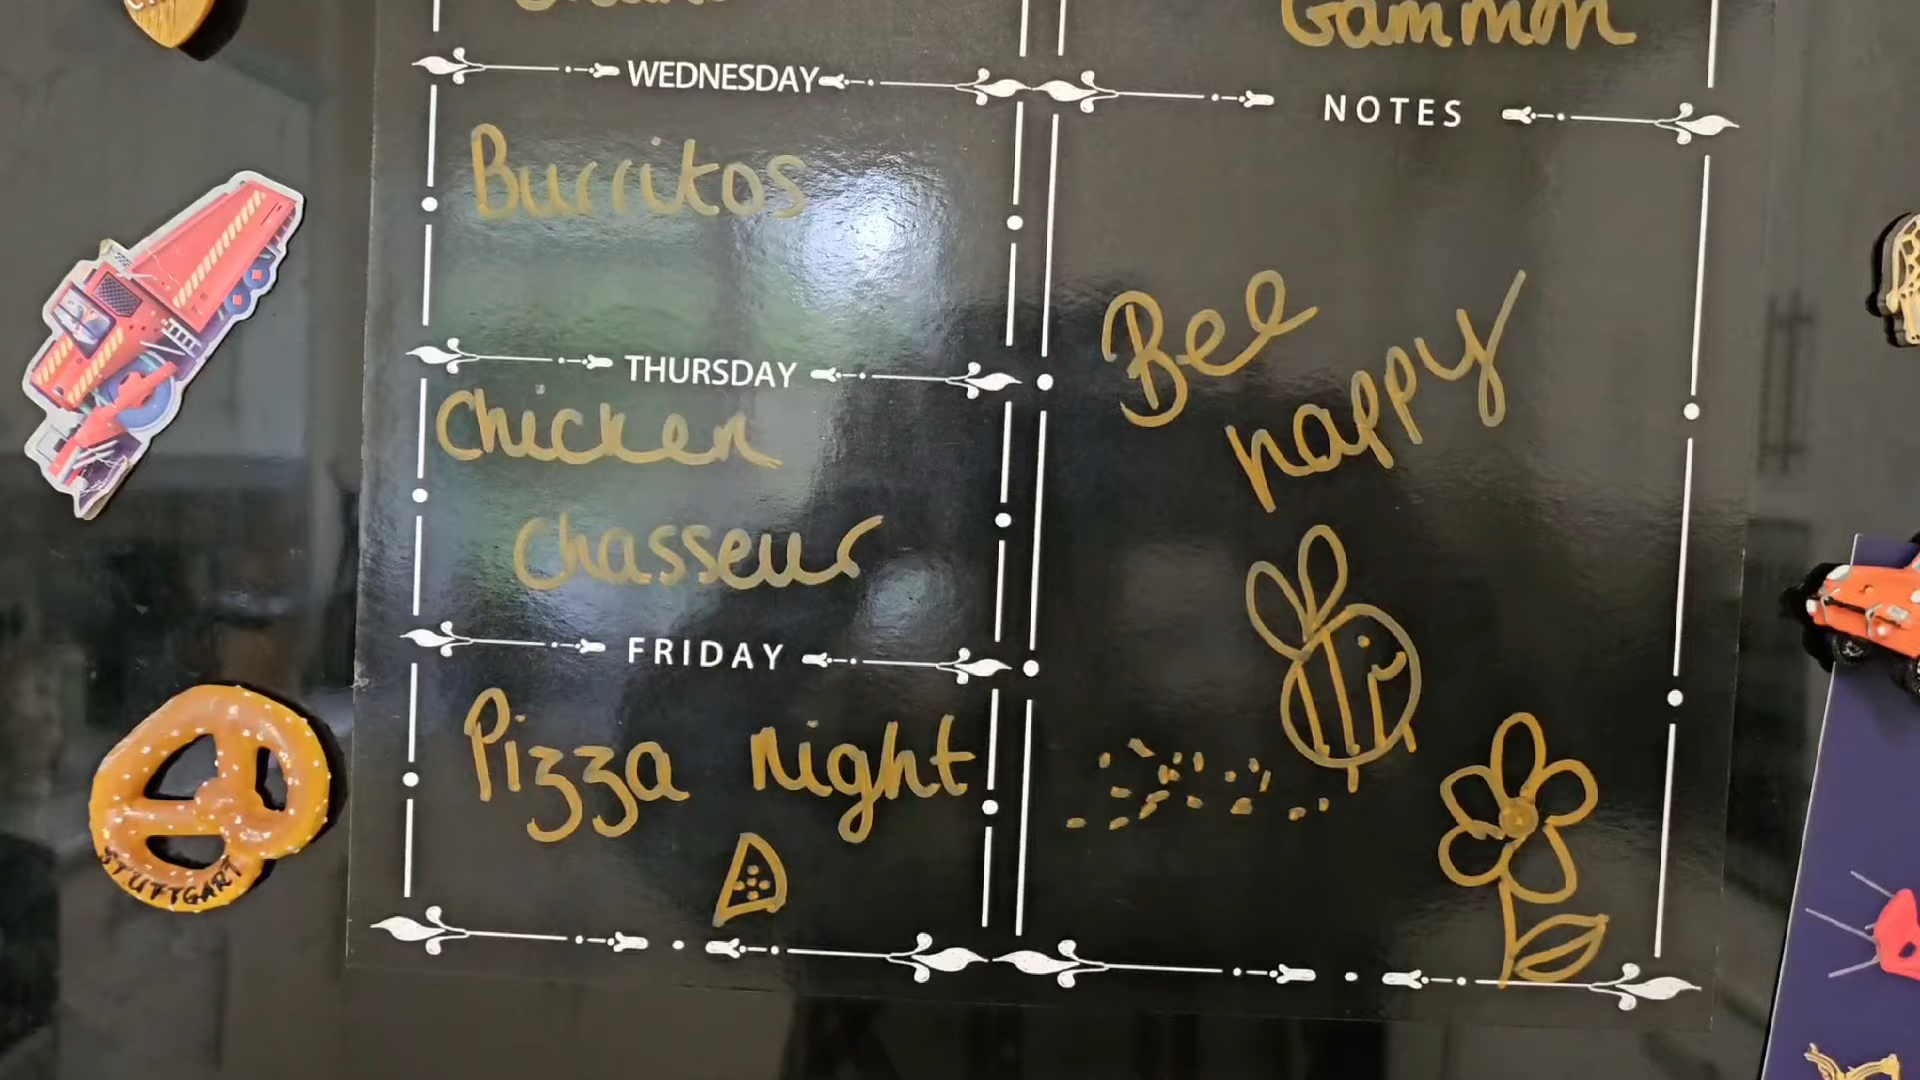 Gammon
WEDNESDAY
Burritos
THURSDAY
Chicken
Chasseur
FRIDAY
Pizza night
NOTES
Bee
happy
STUTTGART